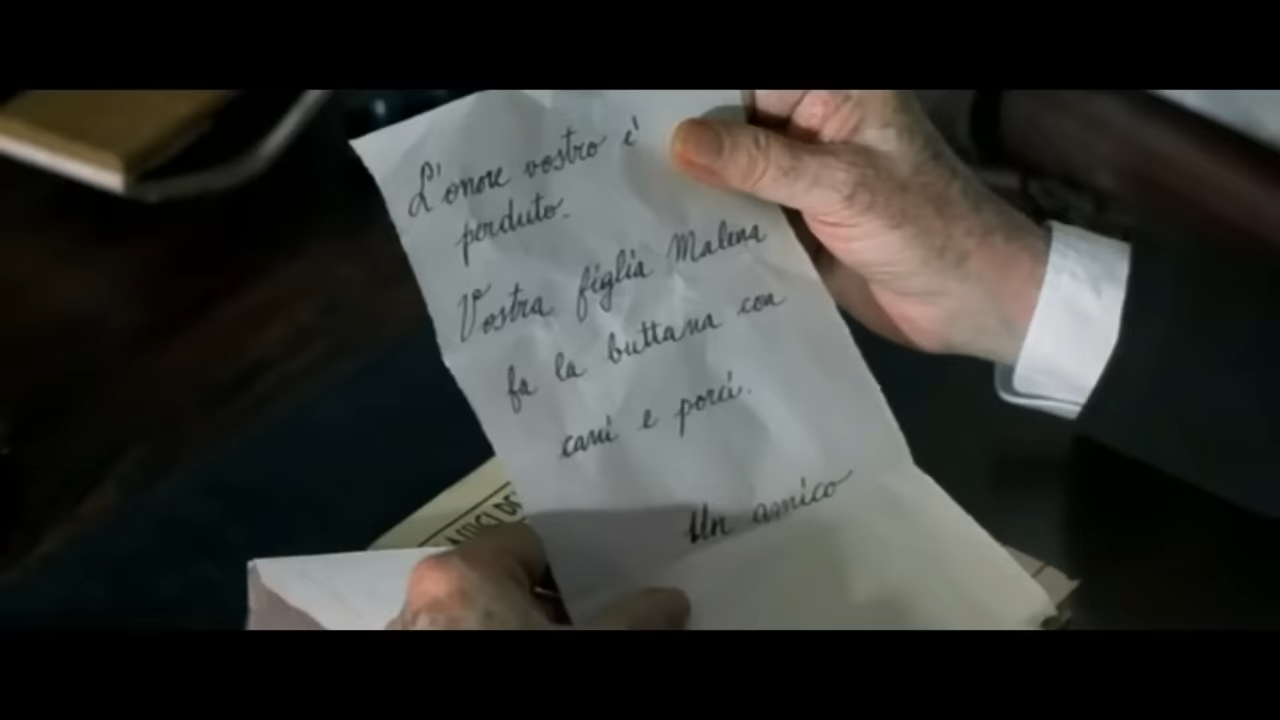 L'onore vostro è
perduto.
Vostra figlia Malena
fa la buttana con
cani e porci.
Un amico